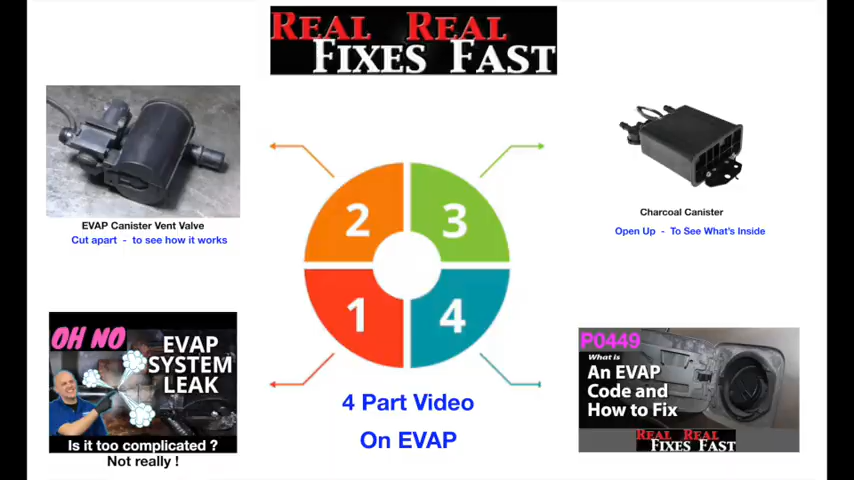 REAL REAL
FIXES FAST
EVAP Canister Vent Valve
Cut apart - to see how it works
2
3
1
4
Charcoal Canister
Open Up - To See What's Inside
OH NO
EVAP
SYSTEM
LEAK
Is it too complicated ?
Not really !
4 Part Video
On EVAP
P0449
What is
An EVAP
Code and
How to Fix
REAL REAL
FIXES FAST